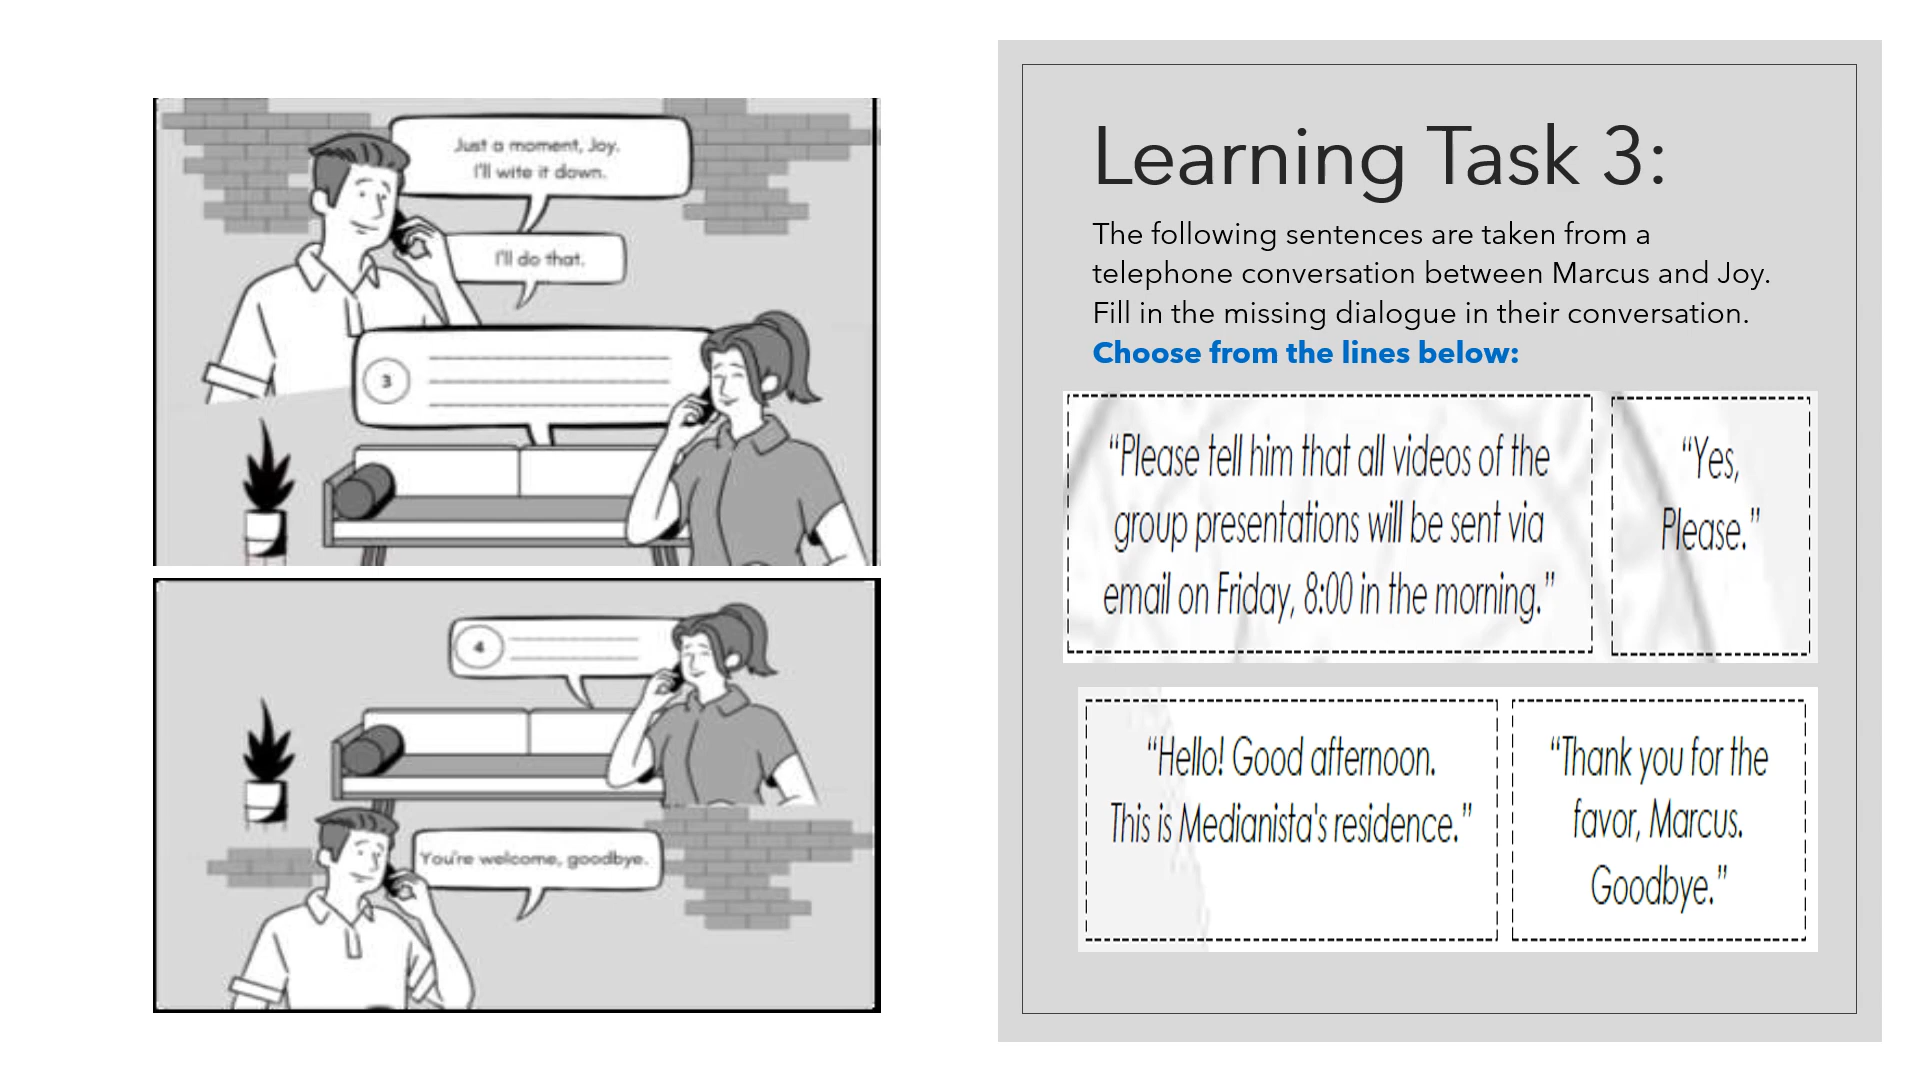 Just a moment, Joy.
I'll wite it down.
I'll do that.
3
4
You're welcome, goodbye.
Learning Task 3:
The following sentences are taken from a
telephone conversation between Marcus and Joy.
Fill in the missing dialogue in their conversation.
Choose from the lines below:
“Please tell him that all videos of the
group presentations will be sent via
email on Friday, 8:00 in the morning.”
“Yes,
Please.”
“Hello! Good afternoon.
This is Medianista's residence.”
“Thank you for the
favor, Marcus.
Goodbye.”